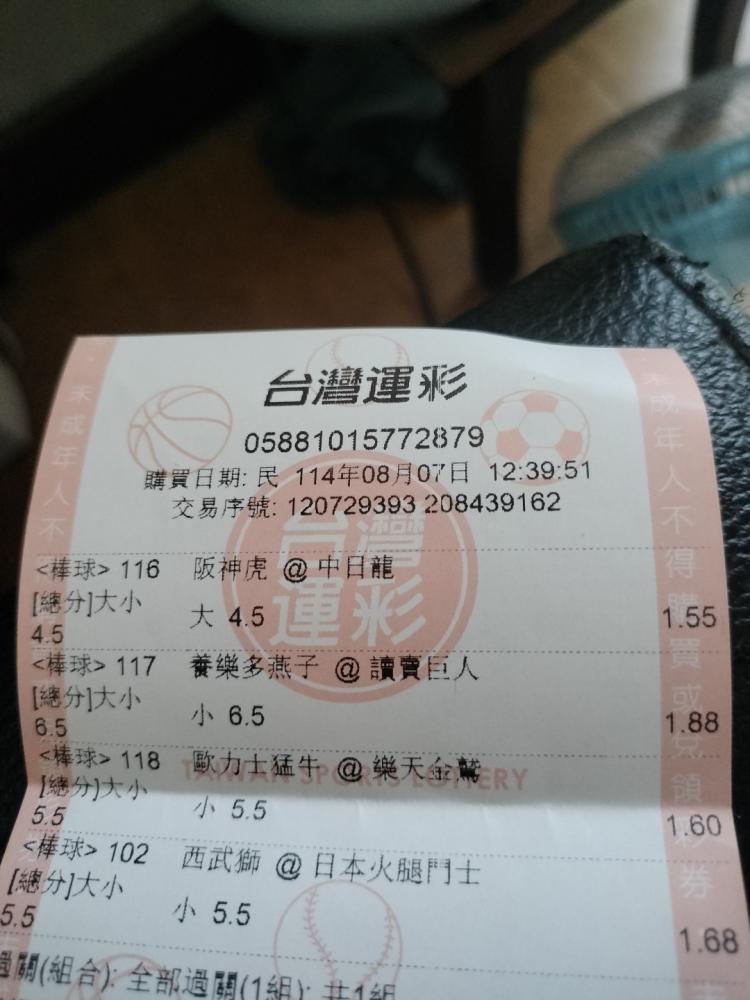 台灣運彩
05881015772879
購買日期: 民 114年08月07日 12:39:51
交易序號: 120729393 208439162
<棒球> 116 阪神虎 @ 中日龍
[總分]大小 大 4.5 1.55
4.5
<棒球> 117 養樂多燕子 @ 讀賣巨人
[總分]大小 小 6.5 1.88
6.5
<棒球> 118 歐力士猛牛 @ 樂天金鷲
[總分]大小 小 5.5 1.60
5.5
<棒球> 102 西武獅 @ 日本火腿鬥士
[總分]大小 小 5.5 1.68
5.5
過關(組合): 全部過關(1組): 共1組
台灣運彩
TAIWAN SPORTS LOTTERY
未成年人不
未成年人不得購買或兌領彩券